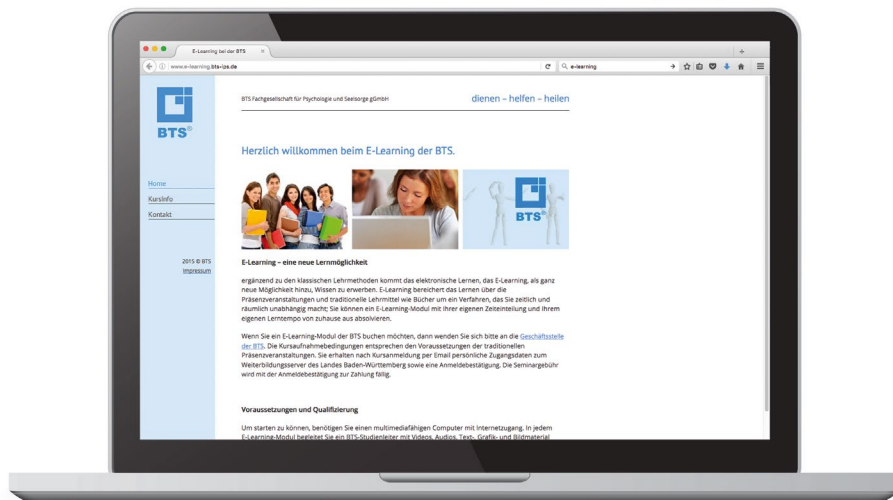 E-Learning bei der BTS
www.e-learning.bts-ips.de
e-learning
BTS®
BTS Fachgesellschaft für Psychologie und Seelsorge gGmbH
dienen – helfen – heilen
Herzlich willkommen beim E-Learning der BTS.
Home
KursInfo
Kontakt
2015 © BTS
Impressum
BTS®
E-Learning – eine neue Lernmöglichkeit
ergänzend zu den klassischen Lehrmethoden kommt das elektronische Lernen, das E-Learning, als ganz
neue Möglichkeit hinzu, Wissen zu erwerben. E-Learning bereichert das Lernen über die
Präsenzveranstaltungen und traditionelle Lehrmittel wie Bücher um ein Verfahren, das Sie zeitlich und
räumlich unabhängig macht; Sie können ein E-Learning-Modul mit Ihrer eigenen Zeiteinteilung und Ihrem
eigenen Lerntempo von zuhause aus absolvieren.
Wenn Sie ein E-Learning-Modul der BTS buchen möchten, dann wenden Sie sich bitte an die Geschäftsstelle
der BTS. Die Kursaufnahmebedingungen entsprechen den Voraussetzungen der traditionellen
Präsenzveranstaltungen. Sie erhalten nach Kursanmeldung per Email persönliche Zugangsdaten zum
Weiterbildungsserver des Landes Baden-Württemberg sowie eine Anmeldebestätigung. Die Seminargebühr
wird mit der Anmeldebestätigung zur Zahlung fällig.
Voraussetzungen und Qualifizierung
Um starten zu können, benötigen Sie einen multimediafähigen Computer mit Internetzugang. In jedem
E-Learning-Modul begleitet Sie ein BTS-Studienleiter mit Videos, Audios, Text-, Grafik- und Bildmaterial